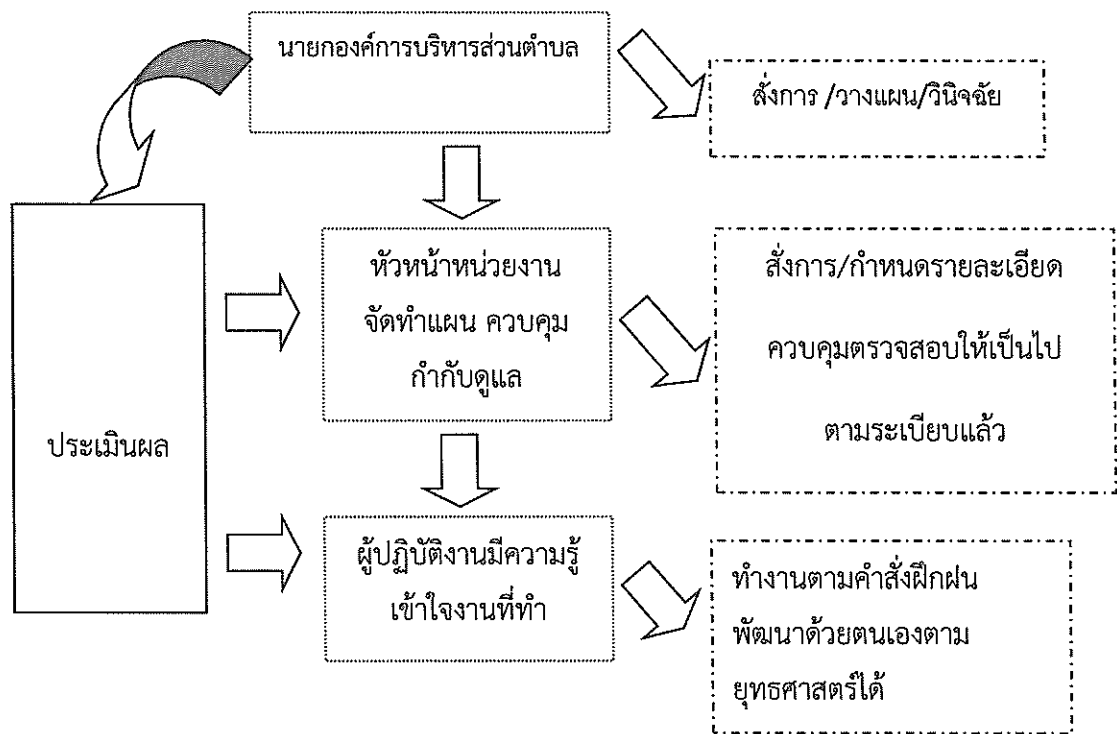 นายกองค์การบริหารส่วนตำบล
สั่งการ /วางแผน/วินิจฉัย
หัวหน้าหน่วยงาน
จัดทำแผน ควบคุม
กำกับดูแล
สั่งการ/กำหนดรายละเอียด
ควบคุมตรวจสอบให้เป็นไป
ตามระเบียบแล้ว
ประเมินผล
ผู้ปฏิบัติงานมีความรู้
เข้าใจงานที่ทำ
ทำงานตามคำสั่งฝึกฝน
พัฒนาด้วยตนเองตาม
ยุทธศาสตร์ได้